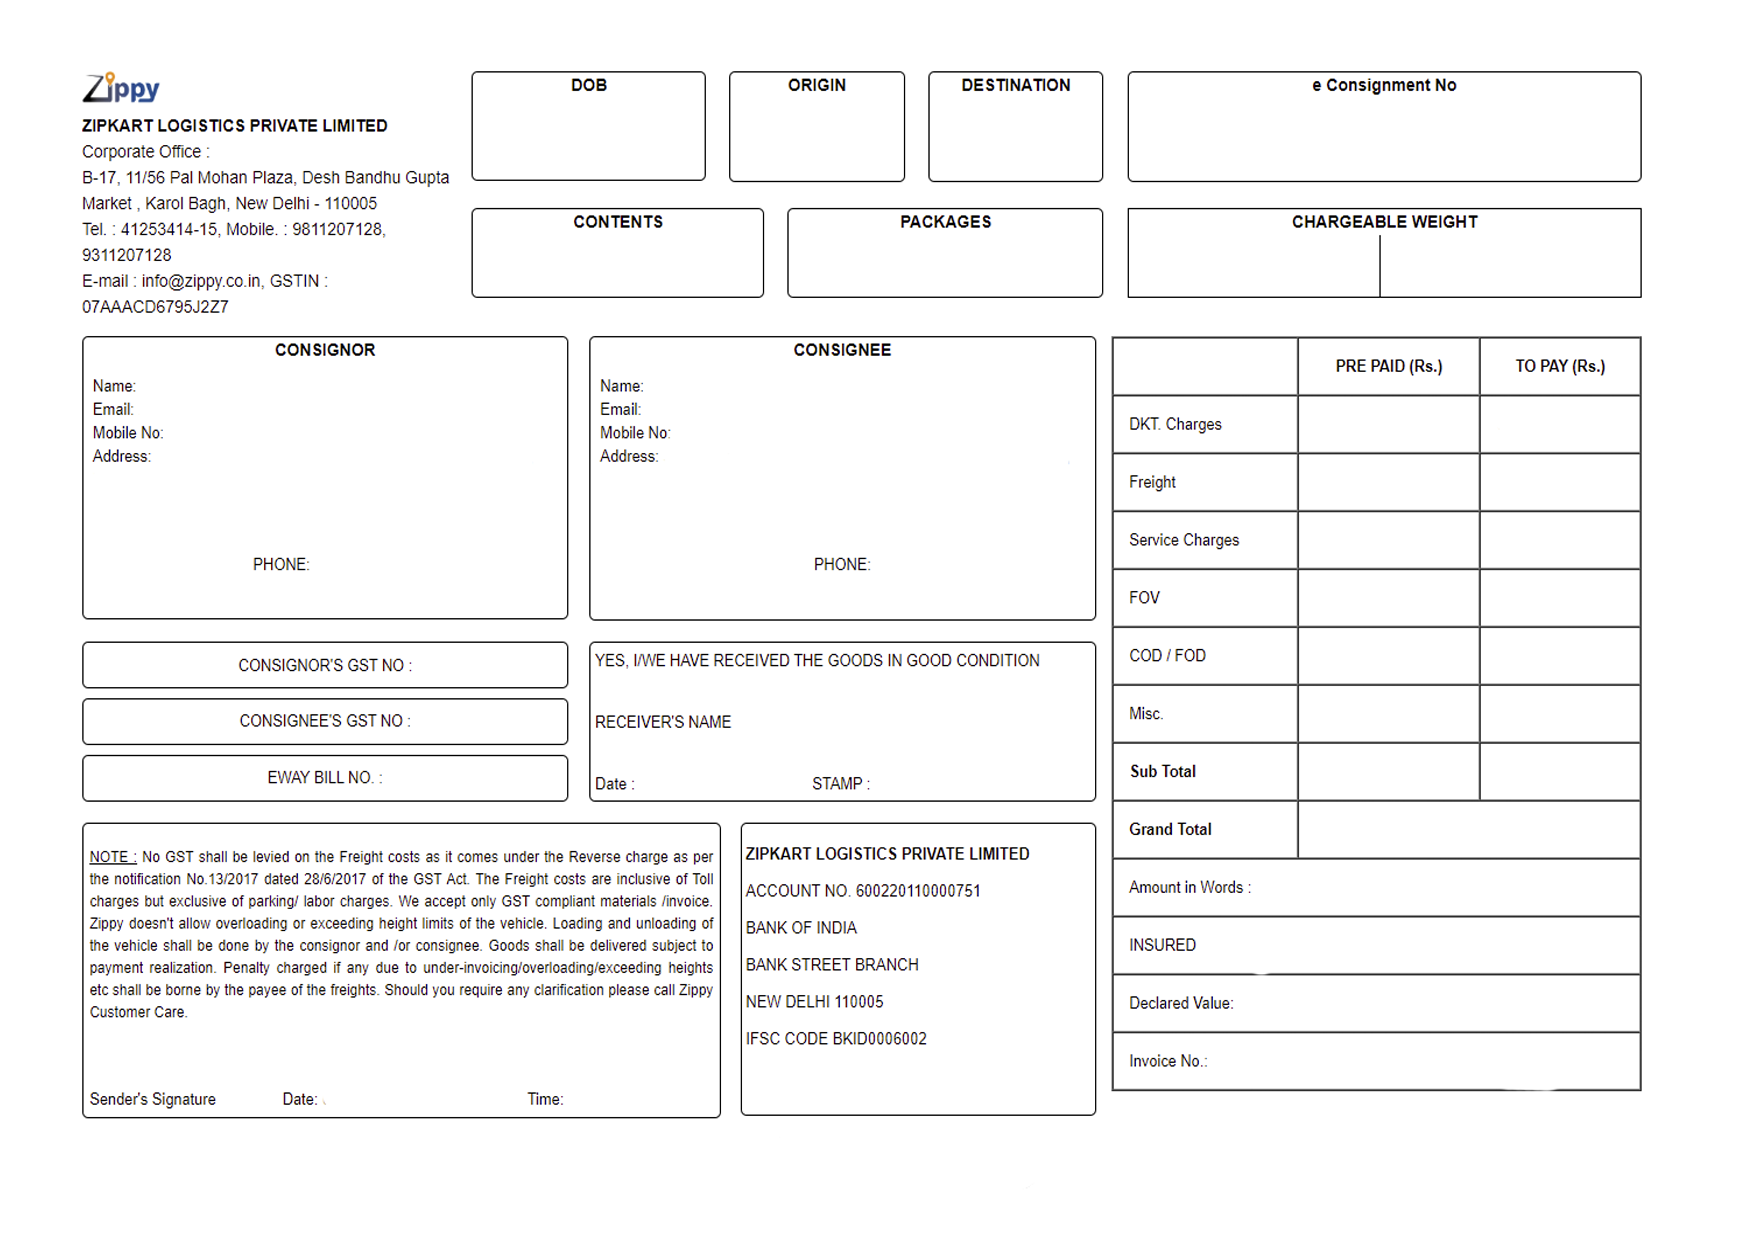 Zippy
ZIPKART LOGISTICS PRIVATE LIMITED
Corporate Office :
B-17, 11/56 Pal Mohan Plaza, Desh Bandhu Gupta
Market , Karol Bagh, New Delhi - 110005
Tel. : 41253414-15, Mobile. : 9811207128,
9311207128
E-mail : info@zippy.co.in, GSTIN :
07AAACD6795J2Z7
DOB
ORIGIN
DESTINATION
e Consignment No
CONTENTS
PACKAGES
CHARGEABLE WEIGHT
CONSIGNOR
Name:
Email:
Mobile No:
Address:
PHONE:
CONSIGNEE
Name:
Email:
Mobile No:
Address:
PHONE:
CONSIGNOR'S GST NO :
CONSIGNEE'S GST NO :
EWAY BILL NO. :
YES, I/WE HAVE RECEIVED THE GOODS IN GOOD CONDITION
RECEIVER'S NAME
Date : STAMP :
NOTE : No GST shall be levied on the Freight costs as it comes under the Reverse charge as per
the notification No.13/2017 dated 28/6/2017 of the GST Act. The Freight costs are inclusive of Toll
charges but exclusive of parking/ labor charges. We accept only GST compliant materials /invoice.
Zippy doesn't allow overloading or exceeding height limits of the vehicle. Loading and unloading of
the vehicle shall be done by the consignor and /or consignee. Goods shall be delivered subject to
payment realization. Penalty charged if any due to under-invoicing/overloading/exceeding heights
etc shall be borne by the payee of the freights. Should you require any clarification please call Zippy
Customer Care.
Sender's Signature Date: Time:
ZIPKART LOGISTICS PRIVATE LIMITED
ACCOUNT NO. 600220110000751
BANK OF INDIA
BANK STREET BRANCH
NEW DELHI 110005
IFSC CODE BKID0006002
PRE PAID (Rs.) TO PAY (Rs.)
DKT. Charges
Freight
Service Charges
FOV
COD / FOD
Misc.
Sub Total
Grand Total
Amount in Words :
INSURED
Declared Value:
Invoice No.: